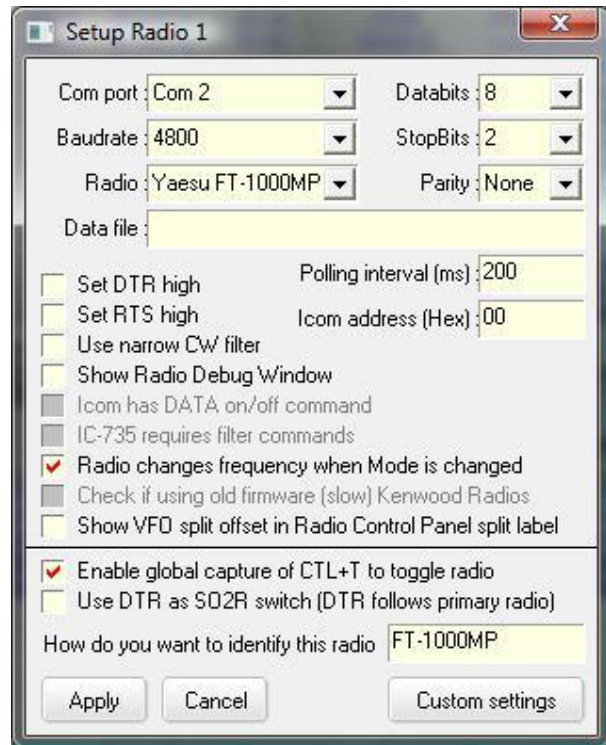 Setup Radio 1
Com port : Com 2 Databits : 8
Baudrate : 4800 StopBits : 2
Radio : Yaesu FT-1000MP Parity : None
Data file :
Set DTR high Polling interval (ms) : 200
Set RTS high Icom address (Hex) : 00
Use narrow CW filter
Show Radio Debug Window
Icom has DATA on/off command
IC-735 requires filter commands
Radio changes frequency when Mode is changed
Check if using old firmware (slow) Kenwood Radios
Show VFO split offset in Radio Control Panel split label
Enable global capture of CTL+T to toggle radio
Use DTR as SO2R switch (DTR follows primary radio)
How do you want to identify this radio FT-1000MP
Apply Cancel Custom settings